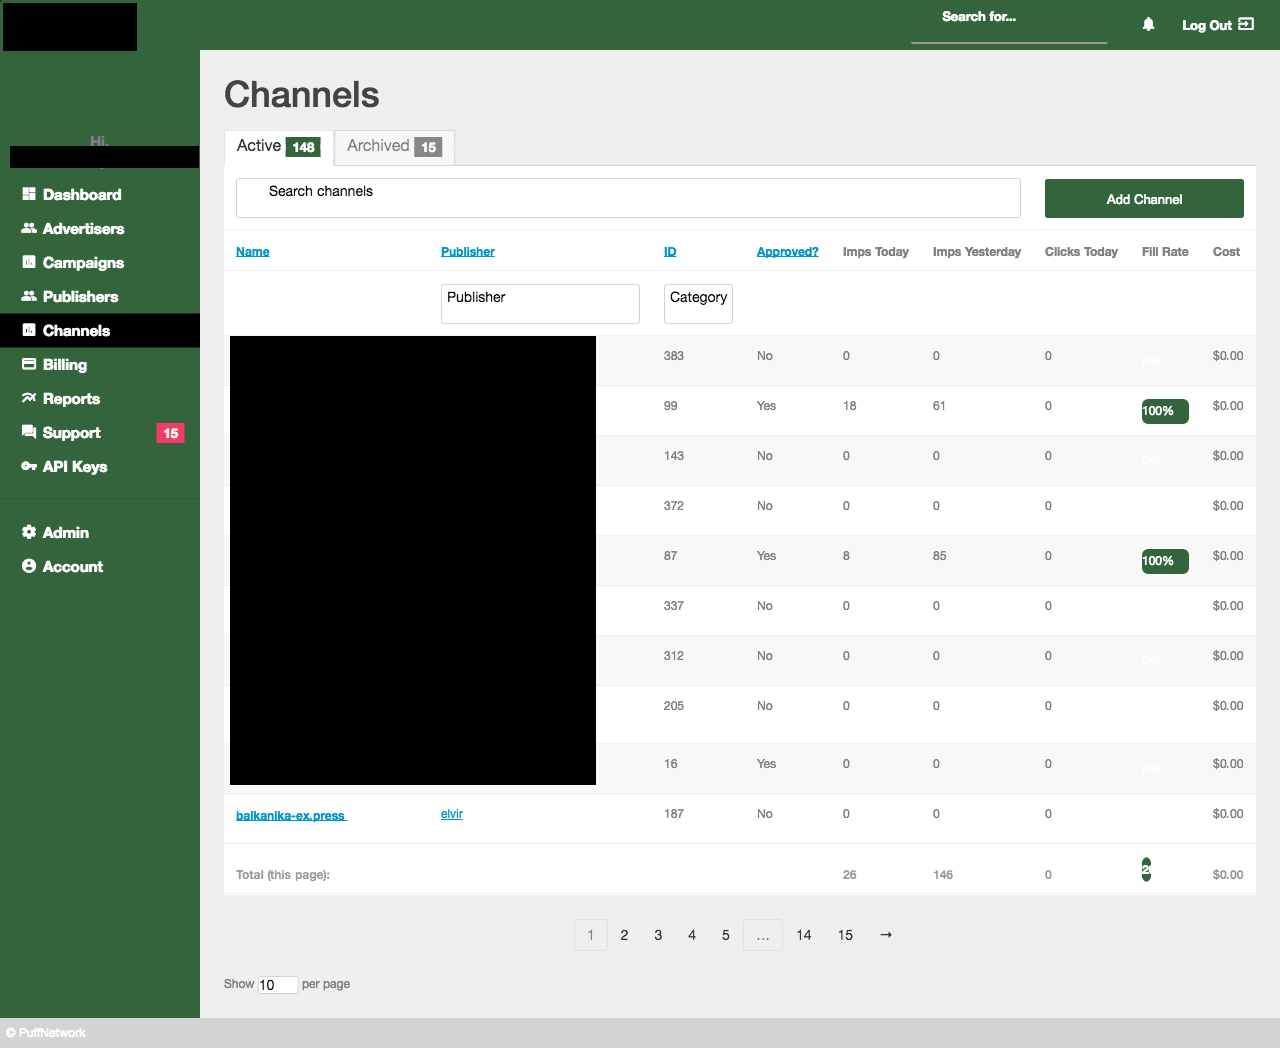 Search for...
Log Out
Hi,
Dashboard
Advertisers
Campaigns
Publishers
Channels
Billing
Reports
Support 15
API Keys
Admin
Account
Channels
Active 148 Archived 15
Search channels Add Channel
Name Publisher ID Approved? Imps Today Imps Yesterday Clicks Today Fill Rate Cost
Publisher Category
383 No 0 0 0 0% $0.00
99 Yes 18 61 0 100% $0.00
143 No 0 0 0 0% $0.00
372 No 0 0 0 $0.00
87 Yes 8 85 0 100% $0.00
337 No 0 0 0 $0.00
312 No 0 0 0 0% $0.00
205 No 0 0 0 $0.00
16 Yes 0 0 0 0% $0.00
balkanika-ex.press elvir 187 No 0 0 0 $0.00
Total (this page): 26 146 0 $0.00
1 2 3 4 5 ... 14 15 →
Show 10 per page
© PuffNetwork